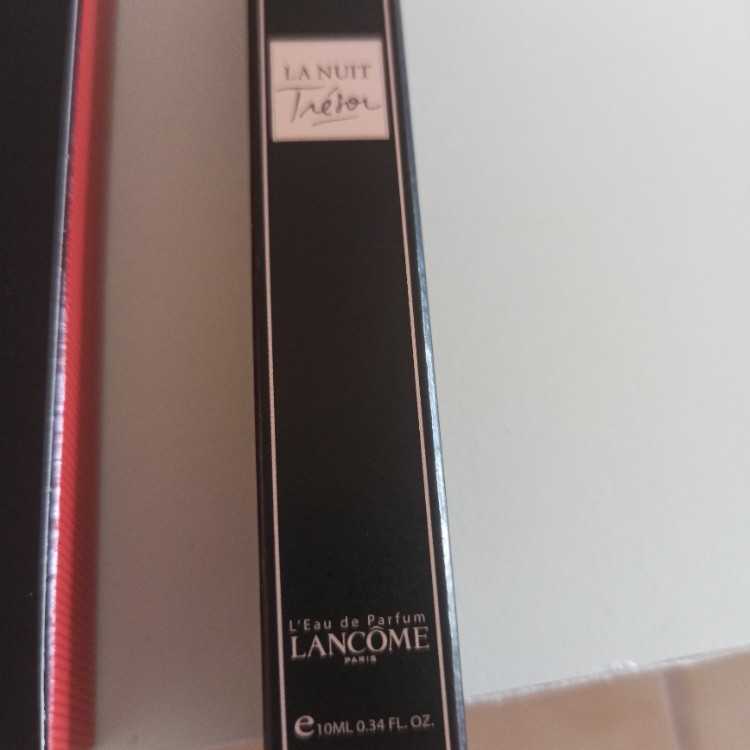 LA NUIT
Trésor
L'Eau de Parfum
LANCÔME
PARIS
e 10ML 0.34 FL. OZ.